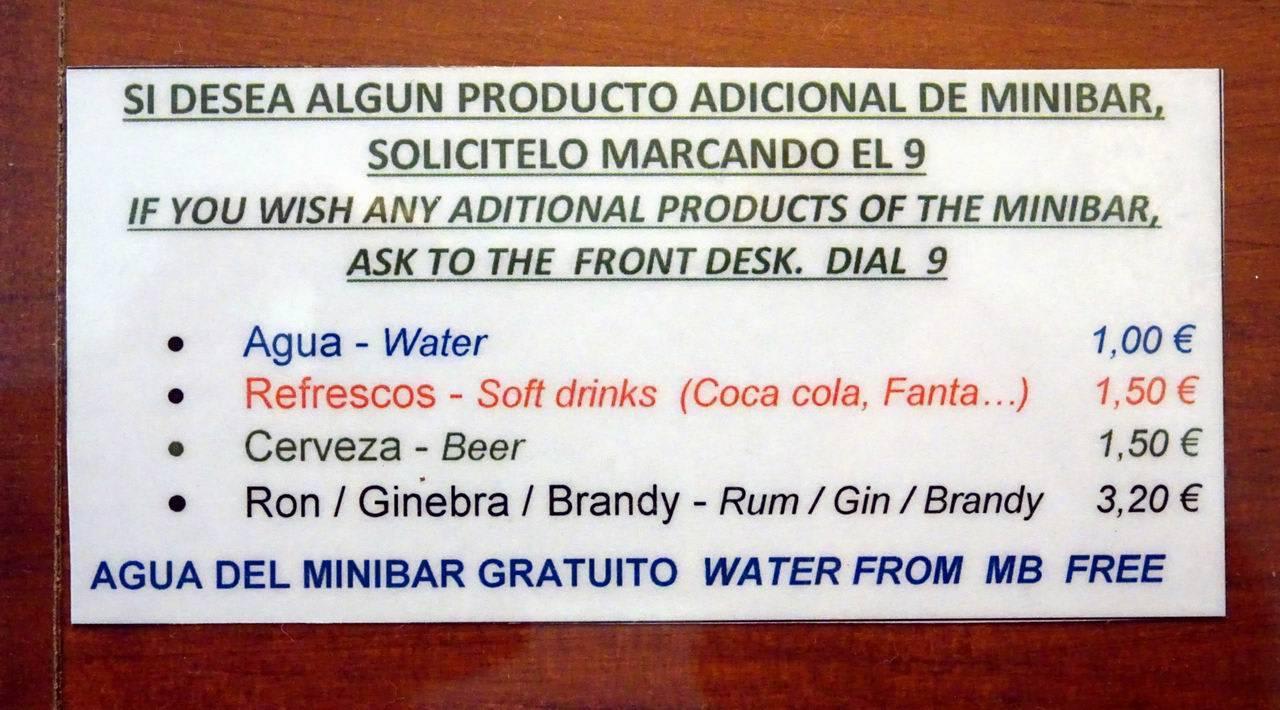 SI DESEA ALGUN PRODUCTO ADICIONAL DE MINIBAR,
SOLICITELO MARCANDO EL 9
IF YOU WISH ANY ADITIONAL PRODUCTS OF THE MINIBAR,
ASK TO THE FRONT DESK. DIAL 9
• Agua - Water 1,00 €
• Refrescos - Soft drinks (Coca cola, Fanta…) 1,50 €
• Cerveza - Beer 1,50 €
• Ron / Ginebra / Brandy - Rum / Gin / Brandy 3,20 €
AGUA DEL MINIBAR GRATUITO WATER FROM MB FREE